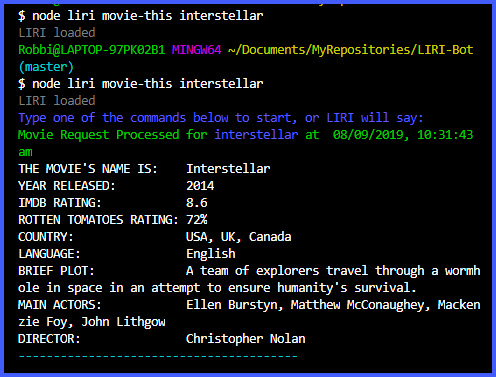 $ node liri movie-this interstellar
LIRI loaded
Robbi@LAPTOP-97PK02B1 MINGW64 ~/Documents/MyRepositories/LIRI-Bot
(master)
$ node liri movie-this interstellar
LIRI loaded
Type one of the commands below to start, or LIRI will say:
Movie Request Processed for interstellar at  08/09/2019, 10:31:43
am
THE MOVIE'S NAME IS:    Interstellar
YEAR RELEASED:          2014
IMDB RATING:            8.6
ROTTEN TOMATOES RATING: 72%
COUNTRY:                USA, UK, Canada
LANGUAGE:               English
BRIEF PLOT:             A team of explorers travel through a wormh
ole in space in an attempt to ensure humanity's survival.
MAIN ACTORS:            Ellen Burstyn, Matthew McConaughey, Macken
zie Foy, John Lithgow
DIRECTOR:               Christopher Nolan
----------------------------------------